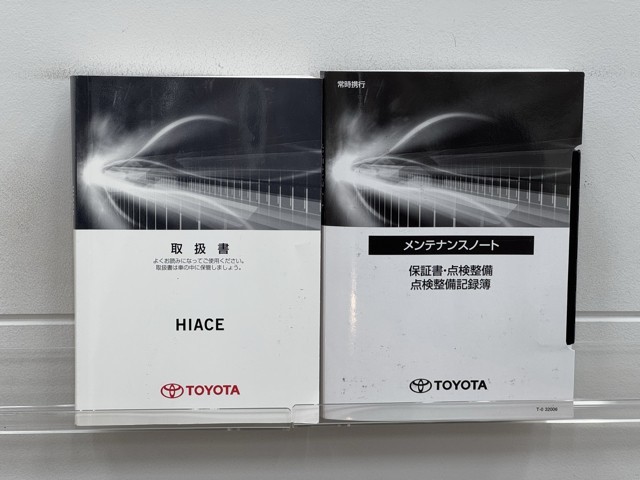 取扱書
よくお読みになってご使用ください。
取扱書は車の中に保管しましょう。
HIACE
TOYOTA
常時携行
メンテナンスノート
保証書・点検整備
点検整備記録簿
TOYOTA